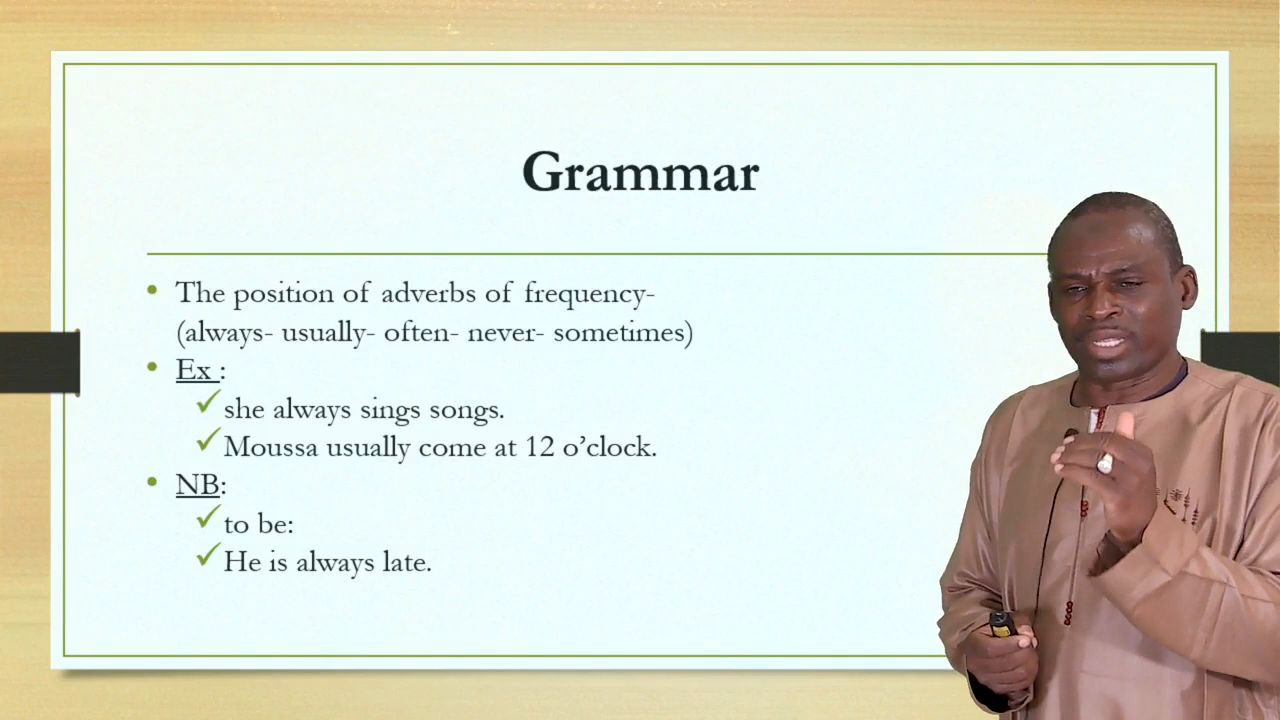 Grammar
The position of adverbs of frequency-
(always- usually- often- never- sometimes)
Ex :
she always sings songs.
Moussa usually come at 12 o’clock.
NB:
to be:
He is always late.